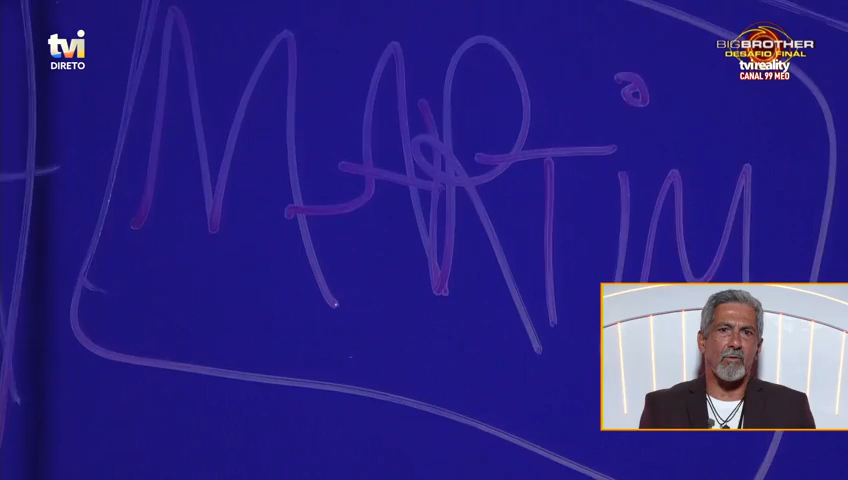 tvi
DIRETO
BIG BROTHER
DESAFIO FINAL
tvi reality
CANAL 99 MEO
MARTiM